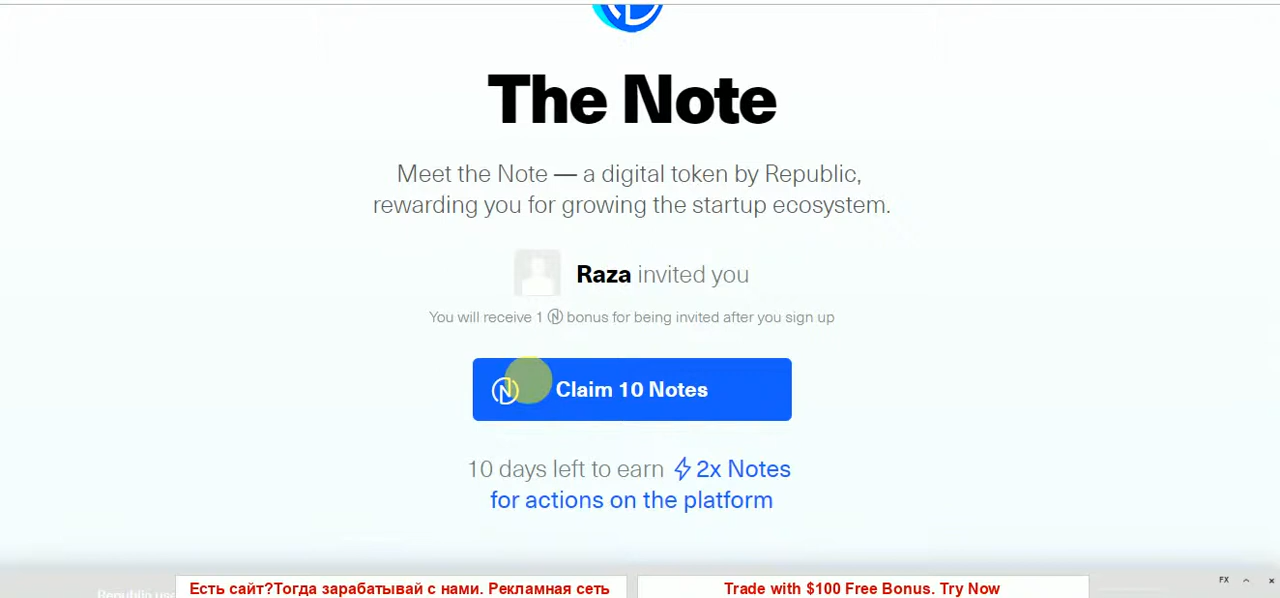 The Note
Meet the Note — a digital token by Republic,
rewarding you for growing the startup ecosystem.
Raza invited you
You will receive 1 N bonus for being invited after you sign up
N Claim 10 Notes
10 days left to earn 2x Notes
for actions on the platform
FX
Есть сайт?Тогда зарабатывай с нами. Рекламная сеть
Trade with $100 Free Bonus. Try Now
Republic use